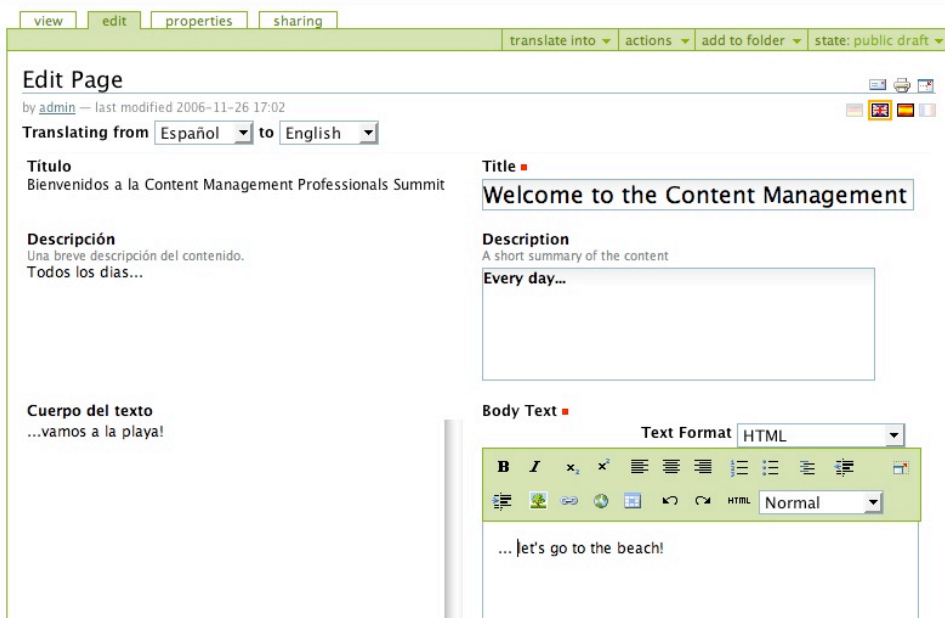 view edit properties sharing
translate into actions add to folder state: public draft
Edit Page
by admin — last modified 2006-11-26 17:02
Translating from Español to English
Título
Bienvenidos a la Content Management Professionals Summit
Title
Welcome to the Content Management
Descripción
Una breve descripción del contenido.
Todos los dias...
Description
A short summary of the content
Every day...
Cuerpo del texto
...vamos a la playa!
Body Text
Text Format HTML
B I x₂ x² HTML Normal
... let's go to the beach!